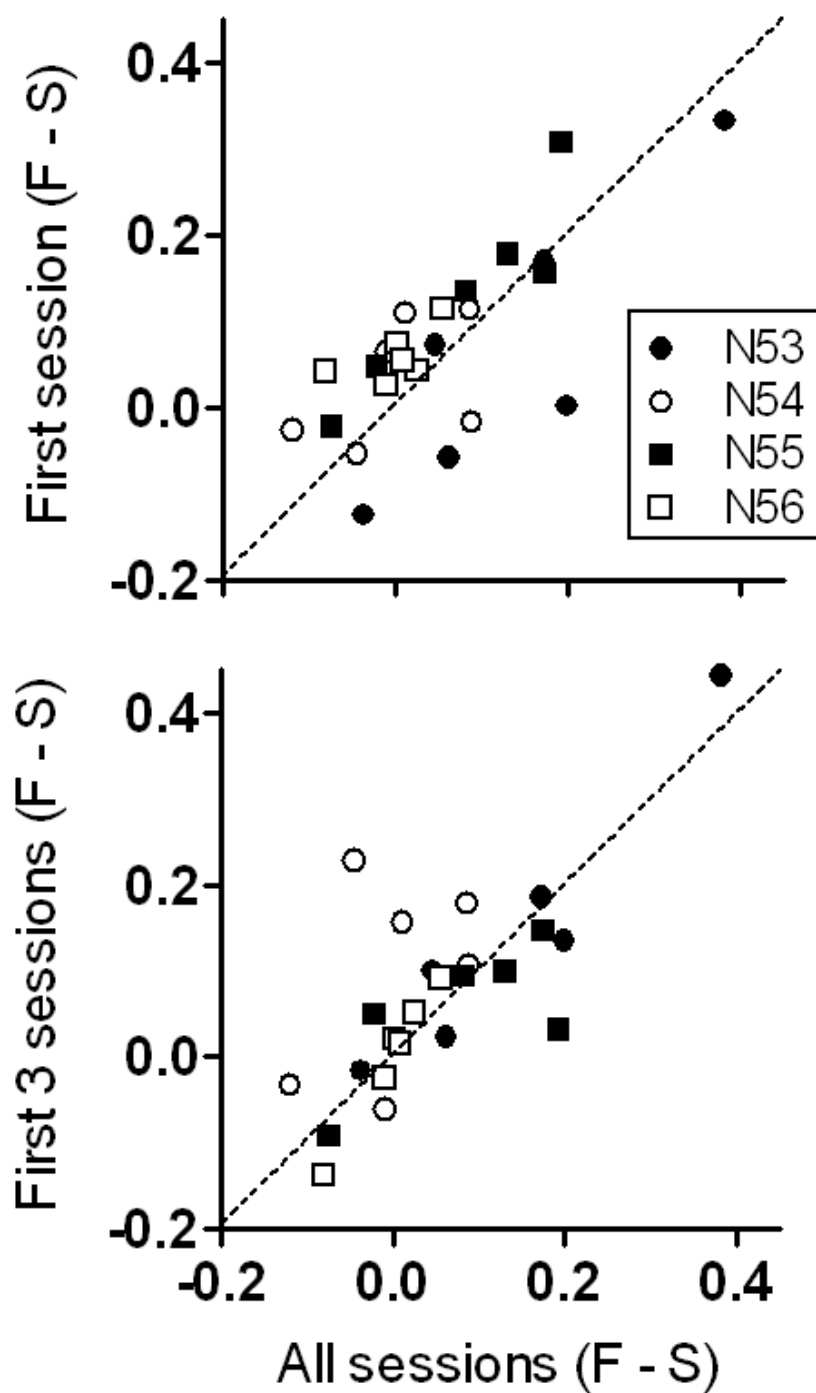 First session (F - S)
0.4
0.2
0.0
-0.2
N53
N54
N55
N56
First 3 sessions (F - S)
0.4
0.2
0.0
-0.2
-0.2 0.0 0.2 0.4
All sessions (F - S)